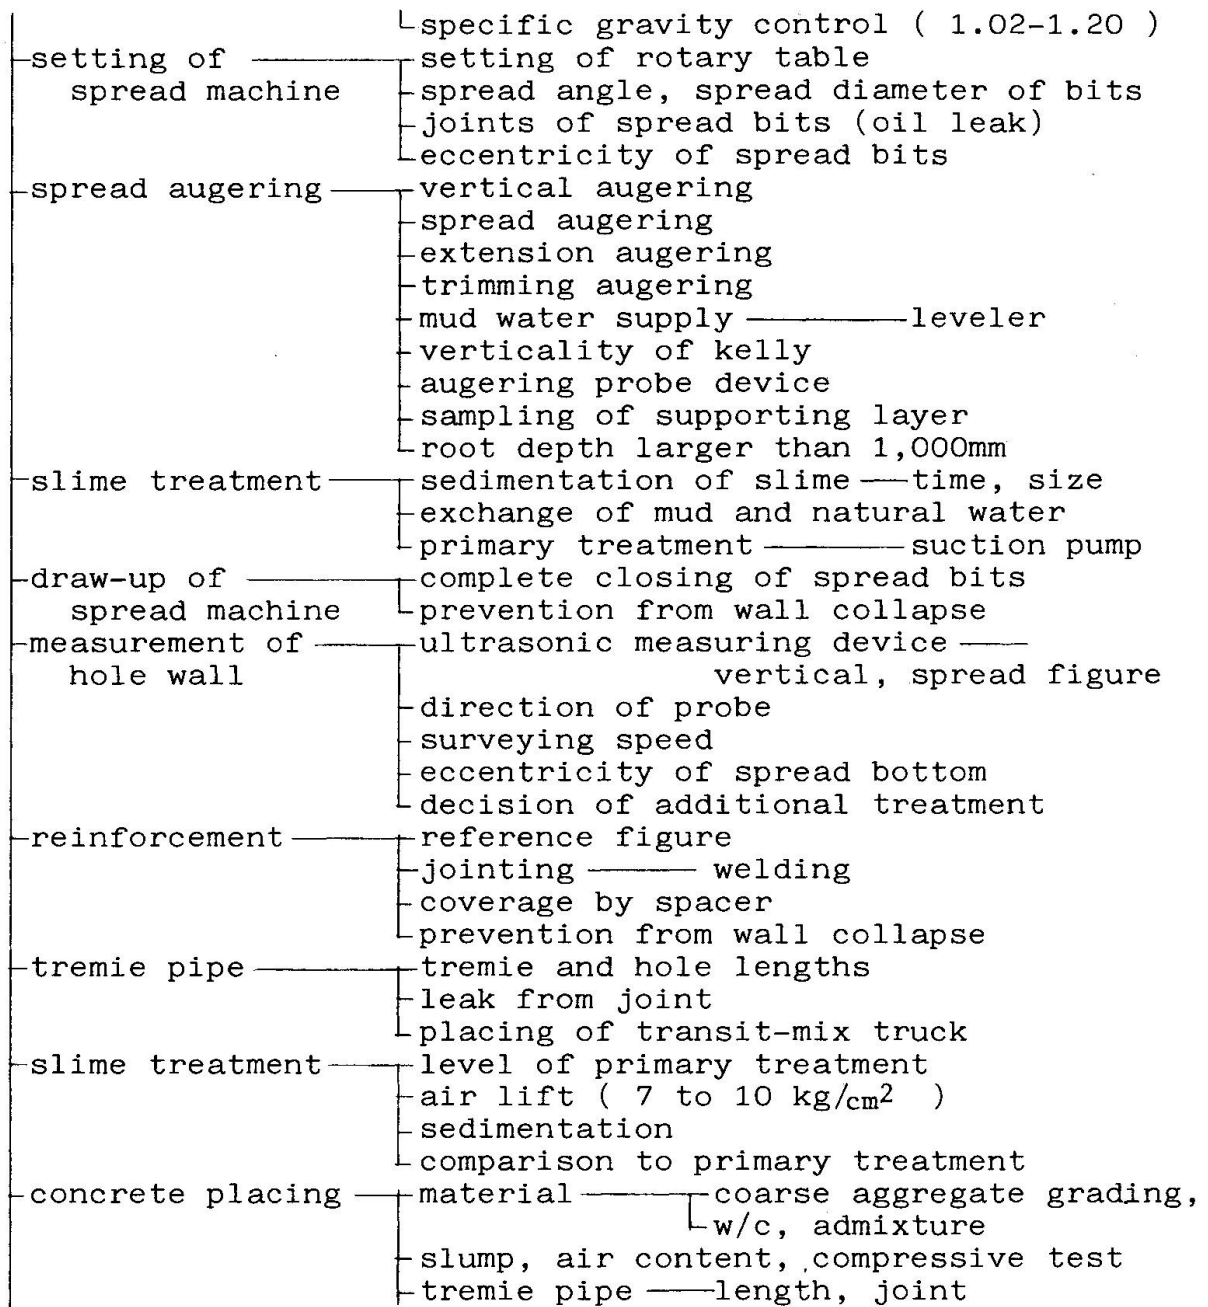 specific gravity control ( 1.02-1.20 )
setting of setting of rotary table
spread machine spread angle, spread diameter of bits
joints of spread bits (oil leak)
eccentricity of spread bits
spread augering vertical augering
spread augering
extension augering
trimming augering
mud water supply leveler
verticality of kelly
augering probe device
sampling of supporting layer
root depth larger than 1,000mm
slime treatment sedimentation of slime time, size
exchange of mud and natural water
primary treatment suction pump
draw-up of complete closing of spread bits
spread machine prevention from wall collapse
measurement of ultrasonic measuring device
hole wall vertical, spread figure
direction of probe
surveying speed
eccentricity of spread bottom
decision of additional treatment
reinforcement reference figure
jointing welding
coverage by spacer
prevention from wall collapse
tremie pipe tremie and hole lengths
leak from joint
placing of transit-mix truck
slime treatment level of primary treatment
air lift ( 7 to 10 kg/cm2 )
sedimentation
comparison to primary treatment
concrete placing material coarse aggregate grading,
w/c, admixture
slump, air content, compressive test
tremie pipe length, joint